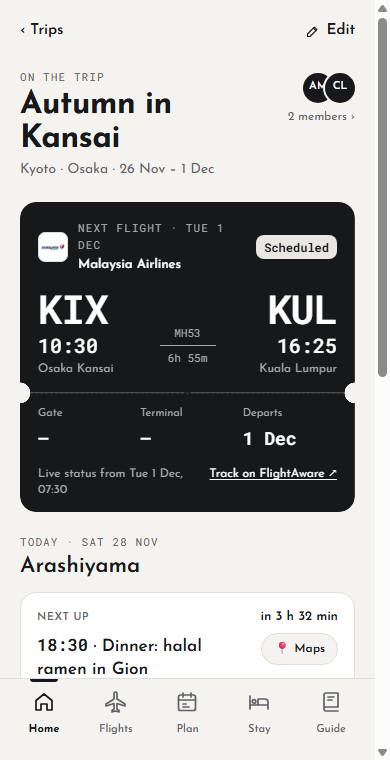 ‹ Trips
Edit
ON THE TRIP
Autumn in
Kansai
AM CL
2 members ›
Kyoto · Osaka · 26 Nov – 1 Dec
NEXT FLIGHT · TUE 1
DEC
Malaysia Airlines
Scheduled
KIX
KUL
10:30
MH53
16:25
Osaka Kansai
6h 55m
Kuala Lumpur
Gate
Terminal
Departs
–
–
1 Dec
Live status from Tue 1 Dec,
07:30
Track on FlightAware ↗
TODAY · SAT 28 NOV
Arashiyama
NEXT UP
in 3 h 32 min
18:30 · Dinner: halal
ramen in Gion
Maps
Home
Flights
Plan
Stay
Guide